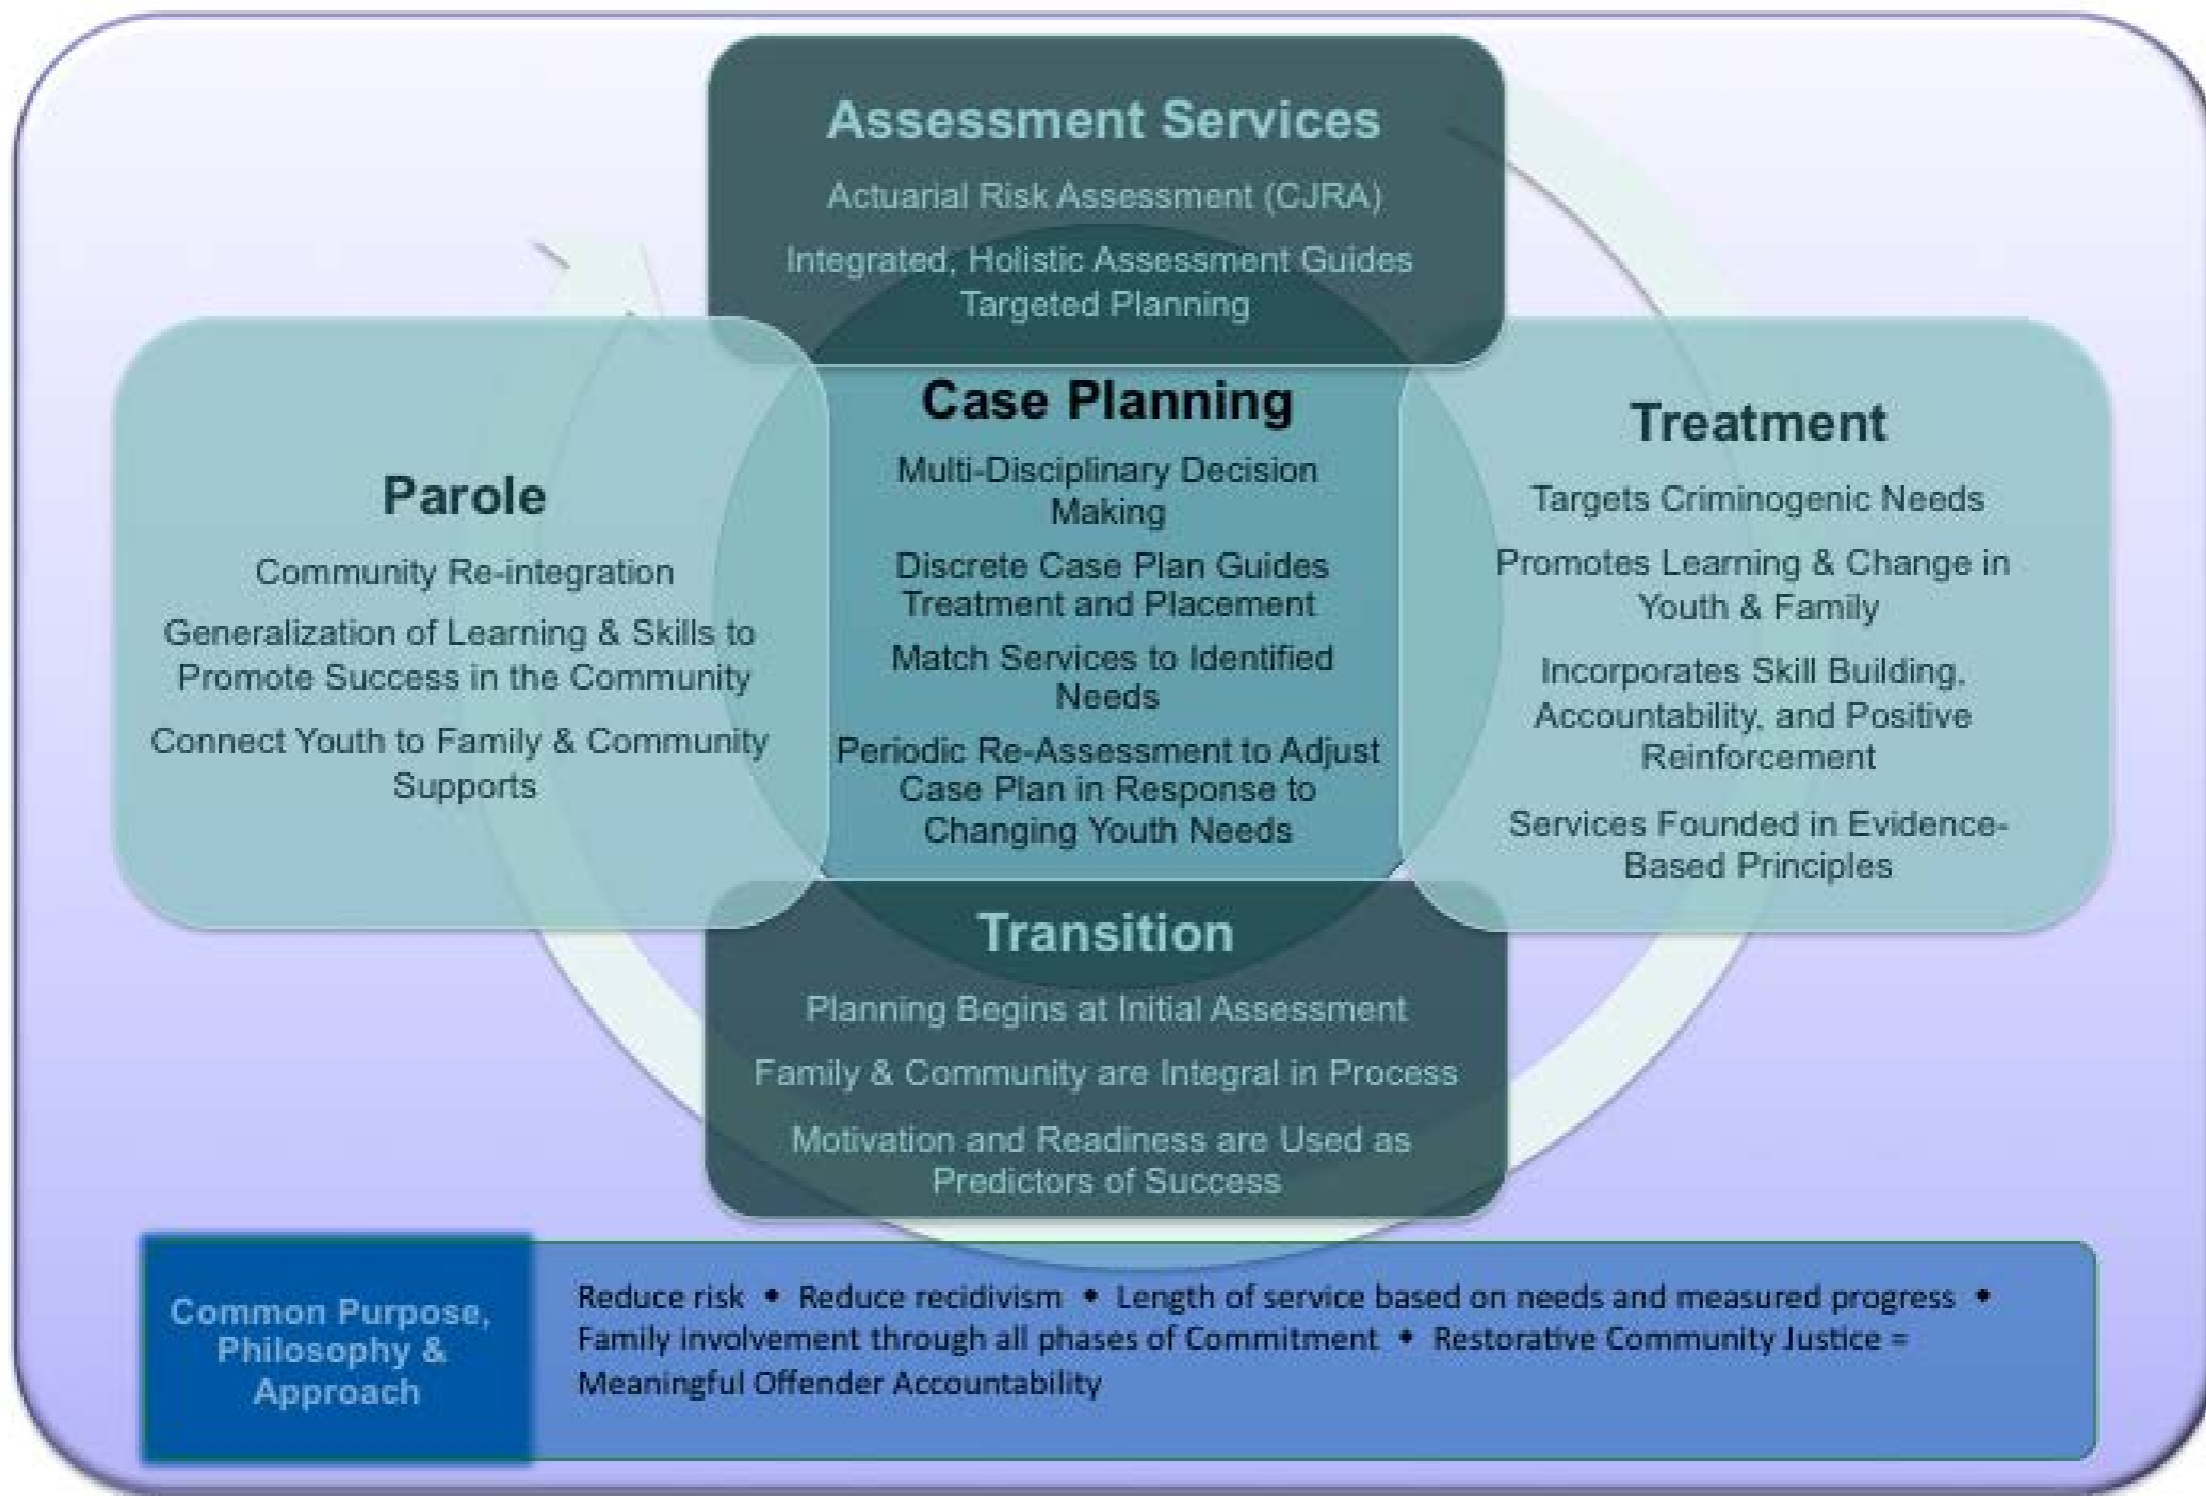 Assessment Services
Actuarial Risk Assessment (CJRA)
Integrated, Holistic Assessment Guides
Targeted Planning
Parole
Community Re-integration
Generalization of Learning & Skills to
Promote Success in the Community
Connect Youth to Family & Community
Supports
Case Planning
Multi-Disciplinary Decision
Making
Discrete Case Plan Guides
Treatment and Placement
Match Services to Identified
Needs
Periodic Re-Assessment to Adjust
Case Plan in Response to
Changing Youth Needs
Treatment
Targets Criminogenic Needs
Promotes Learning & Change in
Youth & Family
Incorporates Skill Building,
Accountability, and Positive
Reinforcement
Services Founded in Evidence-
Based Principles
Transition
Planning Begins at Initial Assessment
Family & Community are Integral in Process
Motivation and Readiness are Used as
Predictors of Success
Common Purpose,
Philosophy &
Approach
Reduce risk • Reduce recidivism • Length of service based on needs and measured progress •
Family involvement through all phases of Commitment • Restorative Community Justice =
Meaningful Offender Accountability